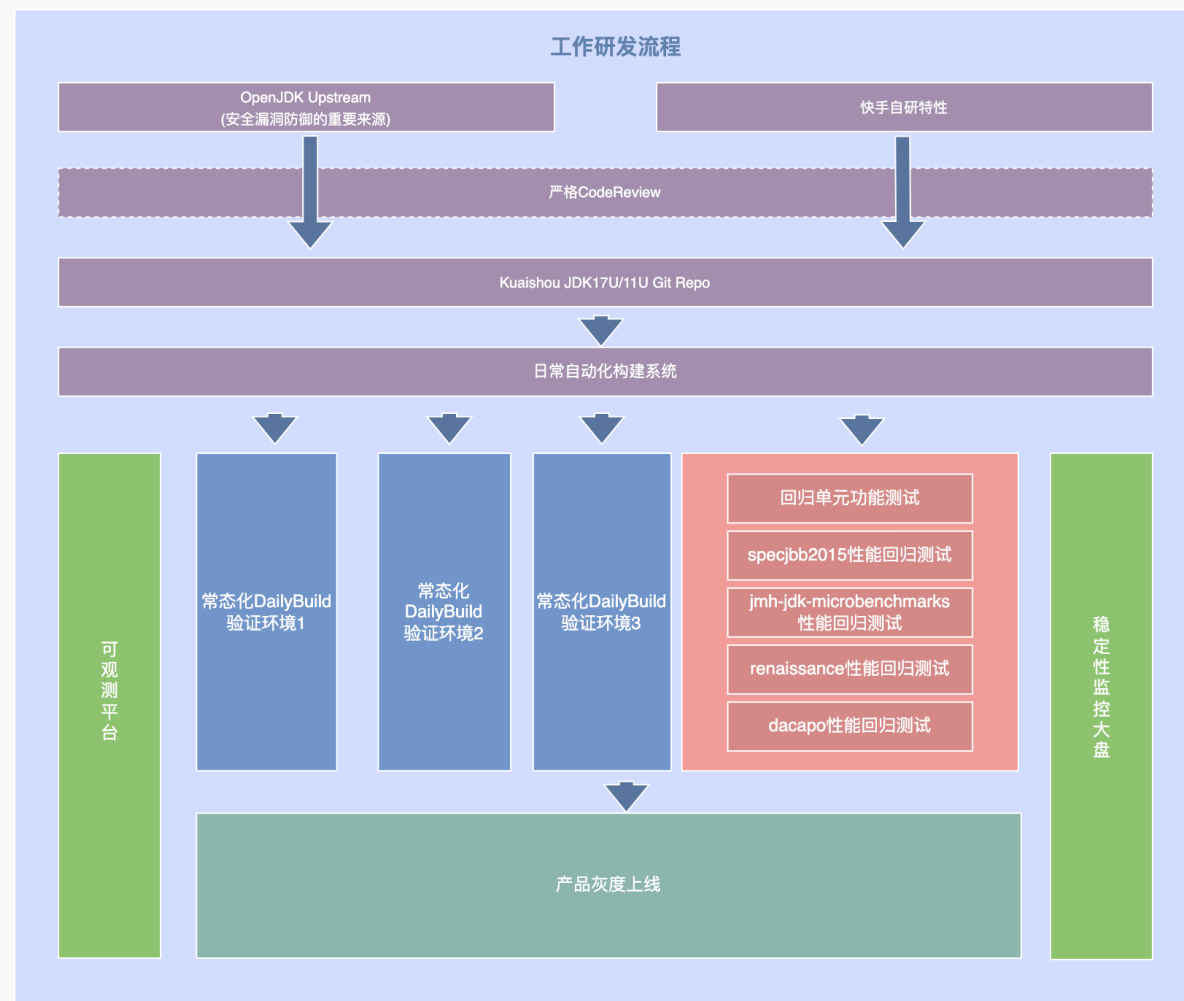 工作研发流程
OpenJDK Upstream
(安全漏洞防御的重要来源)
快手自研特性
严格CodeReview
Kuaishou JDK17U/11U Git Repo
日常自动化构建系统
可
观
测
平
台
常态化DailyBuild
验证环境1
常态化
DailyBuild
验证环境2
常态化DailyBuild
验证环境3
回归单元功能测试
specjbb2015性能回归测试
jmh-jdk-microbenchmarks
性能回归测试
renaissance性能回归测试
dacapo性能回归测试
稳
定
性
监
控
大
盘
产品灰度上线